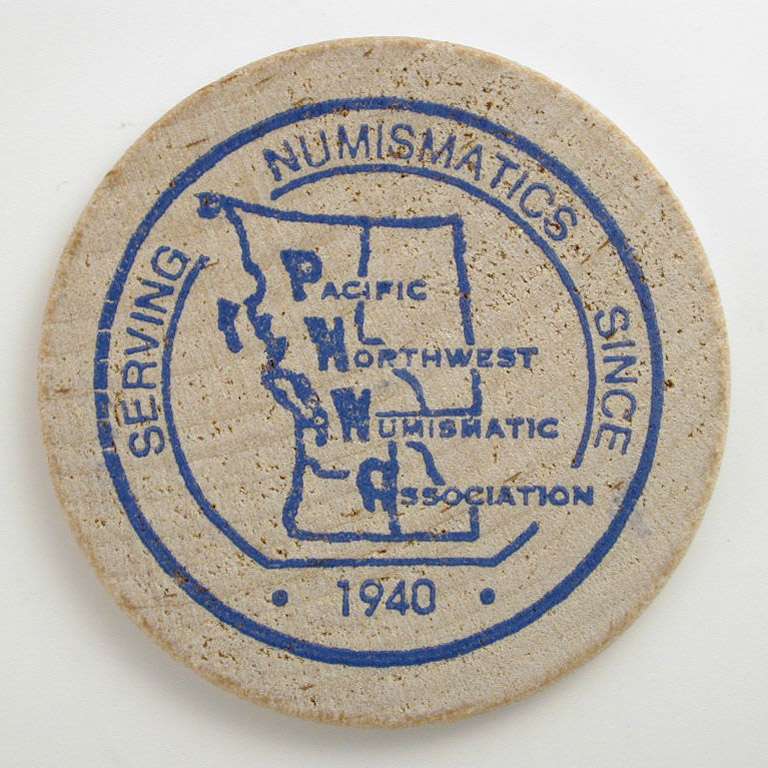 SERVING NUMISMATICS SINCE
PACIFIC
NORTHWEST
NUMISMATIC
ASSOCIATION
• 1940 •